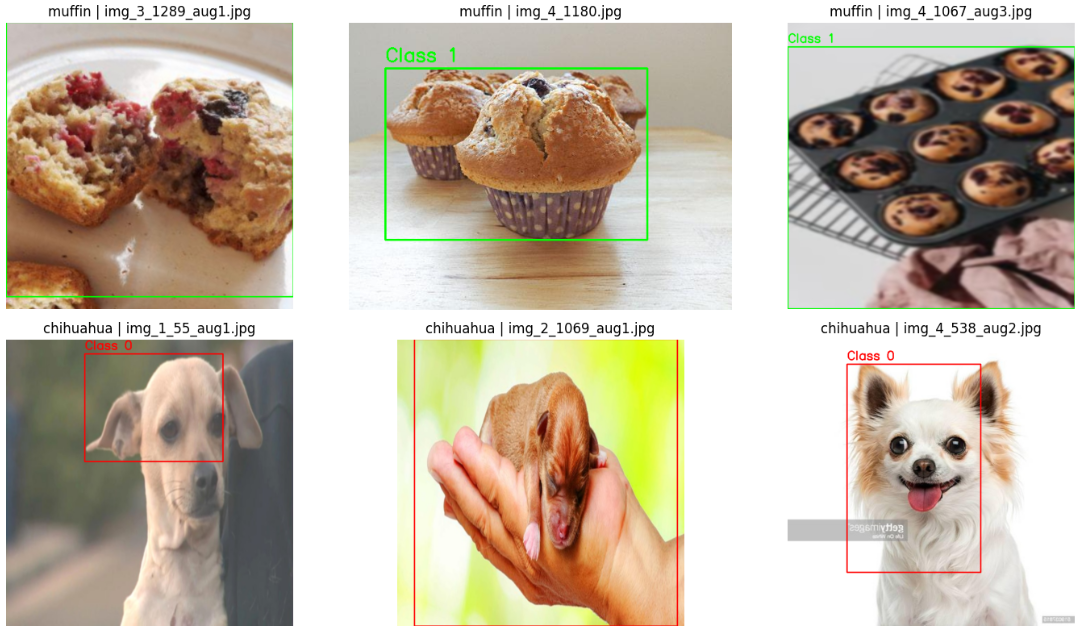 muffin | img_3_1289_aug1.jpg
muffin | img_4_1180.jpg
muffin | img_4_1067_aug3.jpg
Class 1
Class 1
chihuahua | img_1_55_aug1.jpg
chihuahua | img_2_1069_aug1.jpg
chihuahua | img_4_538_aug2.jpg
Class 0
Class 0
gettyimages